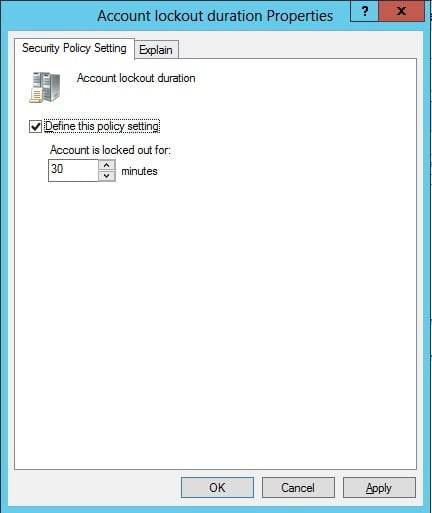 Account lockout duration Properties
? x
Security Policy Setting Explain
Account lockout duration
Define this policy setting
Account is locked out for:
30 minutes
OK Cancel Apply